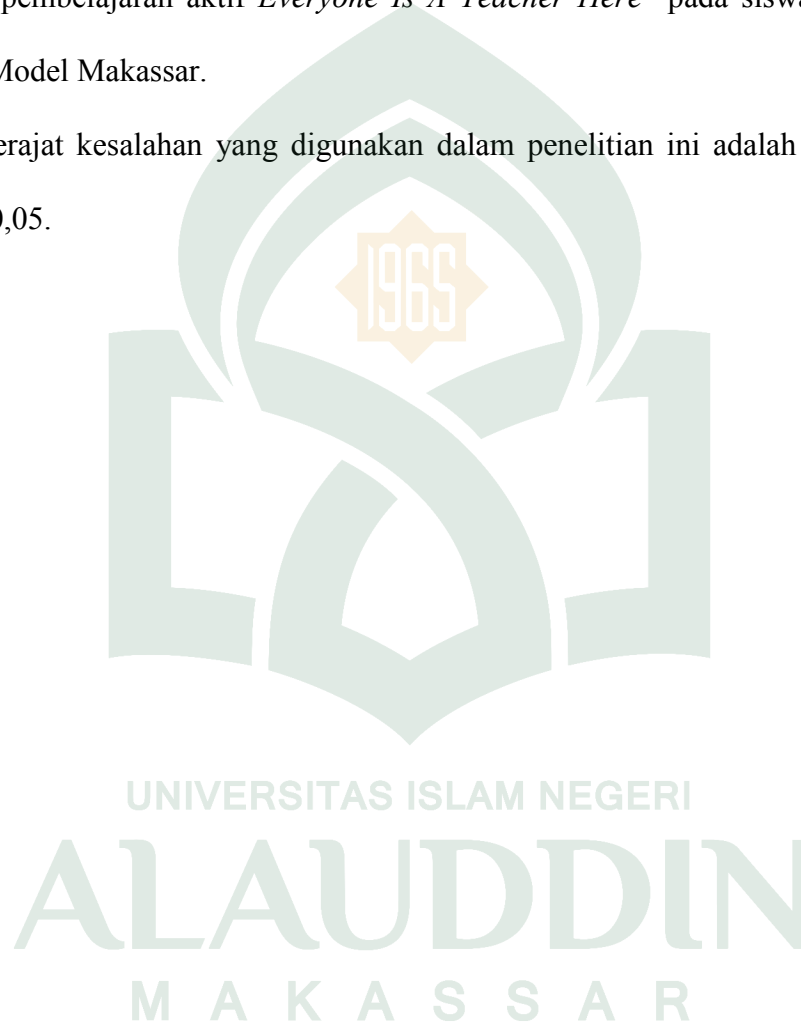 pembelajaran aktif Everyone Is A Teacher Here" pada siswa
Model Makassar.
erajat kesalahan yang digunakan dalam penelitian ini adalah
0,05.
1965
UNIVERSITAS ISLAM NEGERI
ALAUDDIN
MAKASSAR